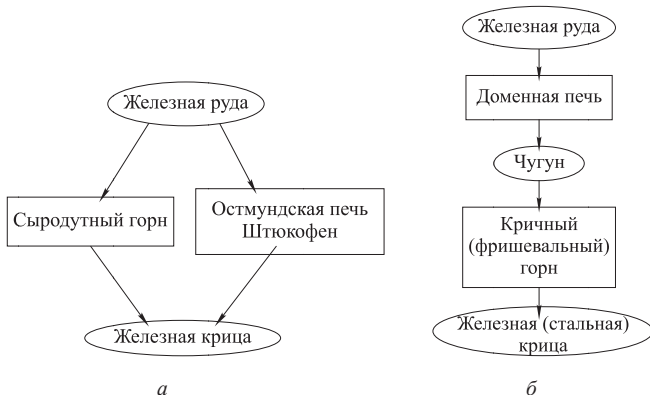 Железная руда
Сыродутный горн
Остмундская печь
Штюкофен
Железная крица
а
Железная руда
Доменная печь
Чугун
Кричный
(фришевальный)
горн
Железная (стальная)
крица
б